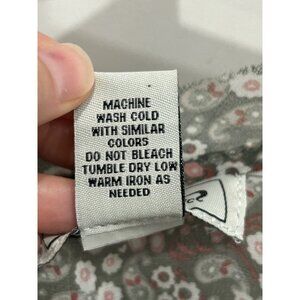 MACHINE
WASH COLD
WITH SIMILAR
COLORS
DO NOT BLEACH
TUMBLE DRY LOW
WARM IRON AS
NEEDED